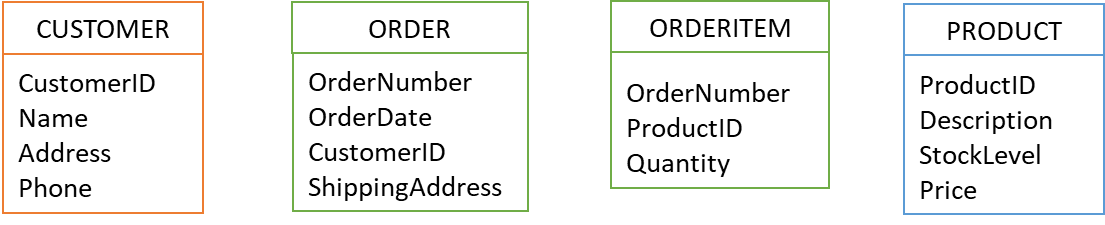 CUSTOMER
CustomerID
Name
Address
Phone
ORDER
OrderNumber
OrderDate
CustomerID
ShippingAddress
ORDERITEM
OrderNumber
ProductID
Quantity
PRODUCT
ProductID
Description
StockLevel
Price